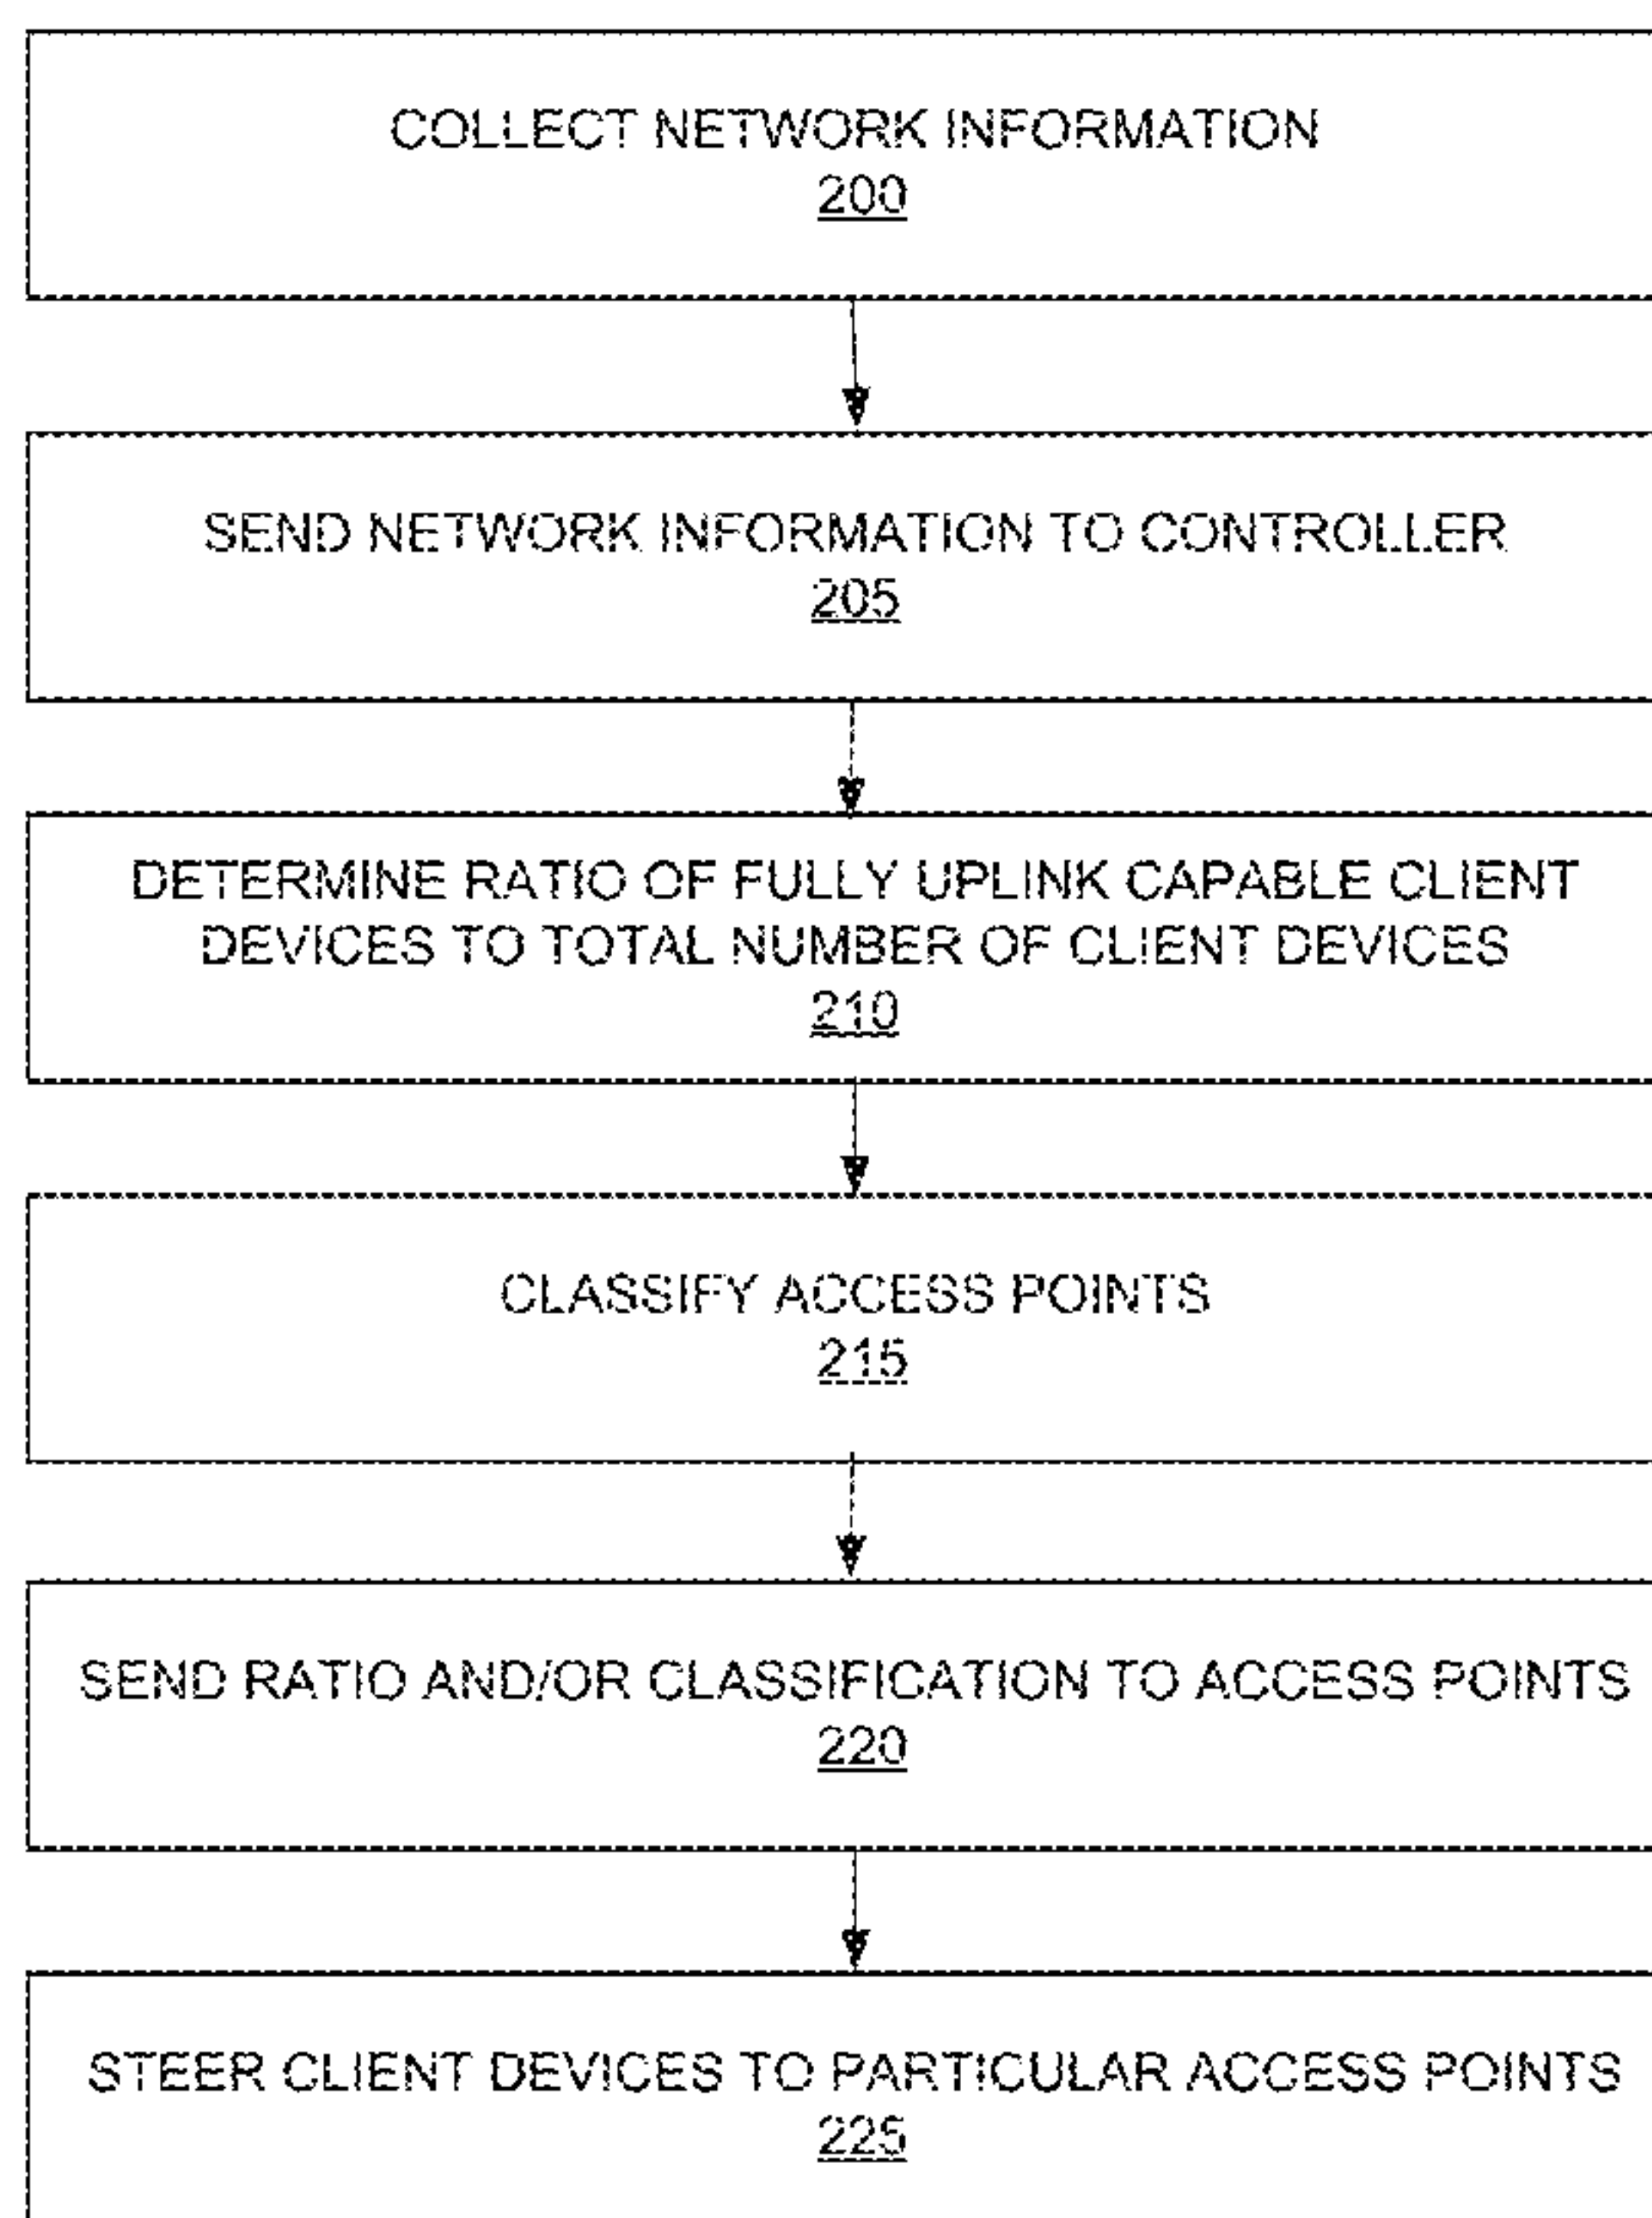 COLLECT NETWORK INFORMATION
200
SEND NETWORK INFORMATION TO CONTROLLER
205
DETERMINE RATIO OF FULLY UPLINK CAPABLE CLIENT
DEVICES TO TOTAL NUMBER OF CLIENT DEVICES
210
CLASSIFY ACCESS POINTS
215
SEND RATIO AND/OR CLASSIFICATION TO ACCESS POINTS
220
STEER CLIENT DEVICES TO PARTICULAR ACCESS POINTS
225